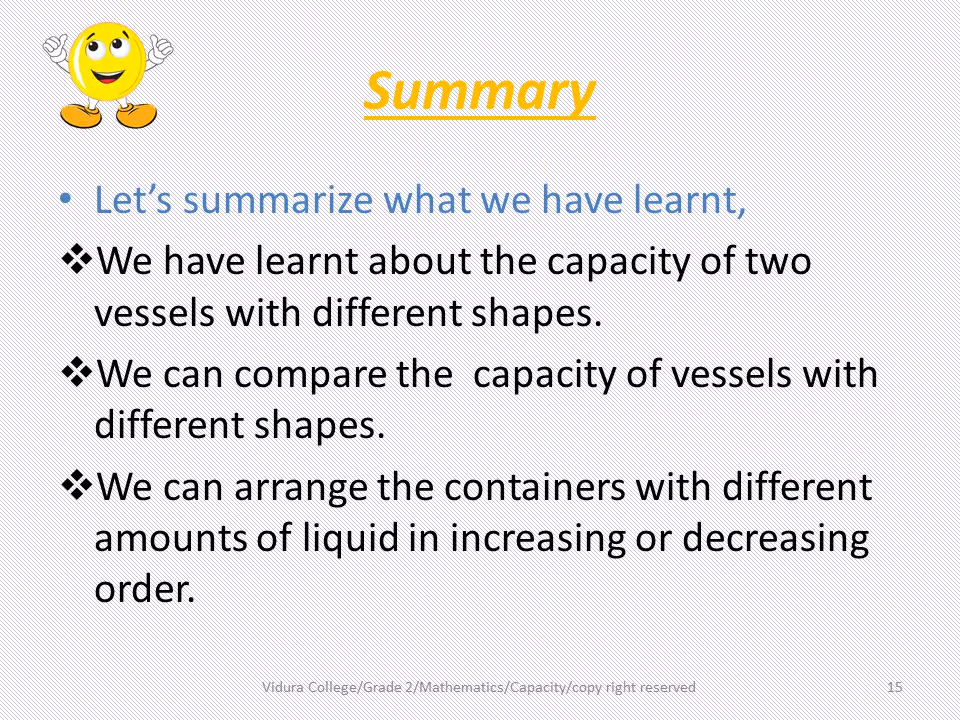 Summary
• Let’s summarize what we have learnt,
❖ We have learnt about the capacity of two
vessels with different shapes.
❖ We can compare the  capacity of vessels with
different shapes.
❖ We can arrange the containers with different
amounts of liquid in increasing or decreasing
order.
Vidura College/Grade 2/Mathematics/Capacity/copy right reserved 15